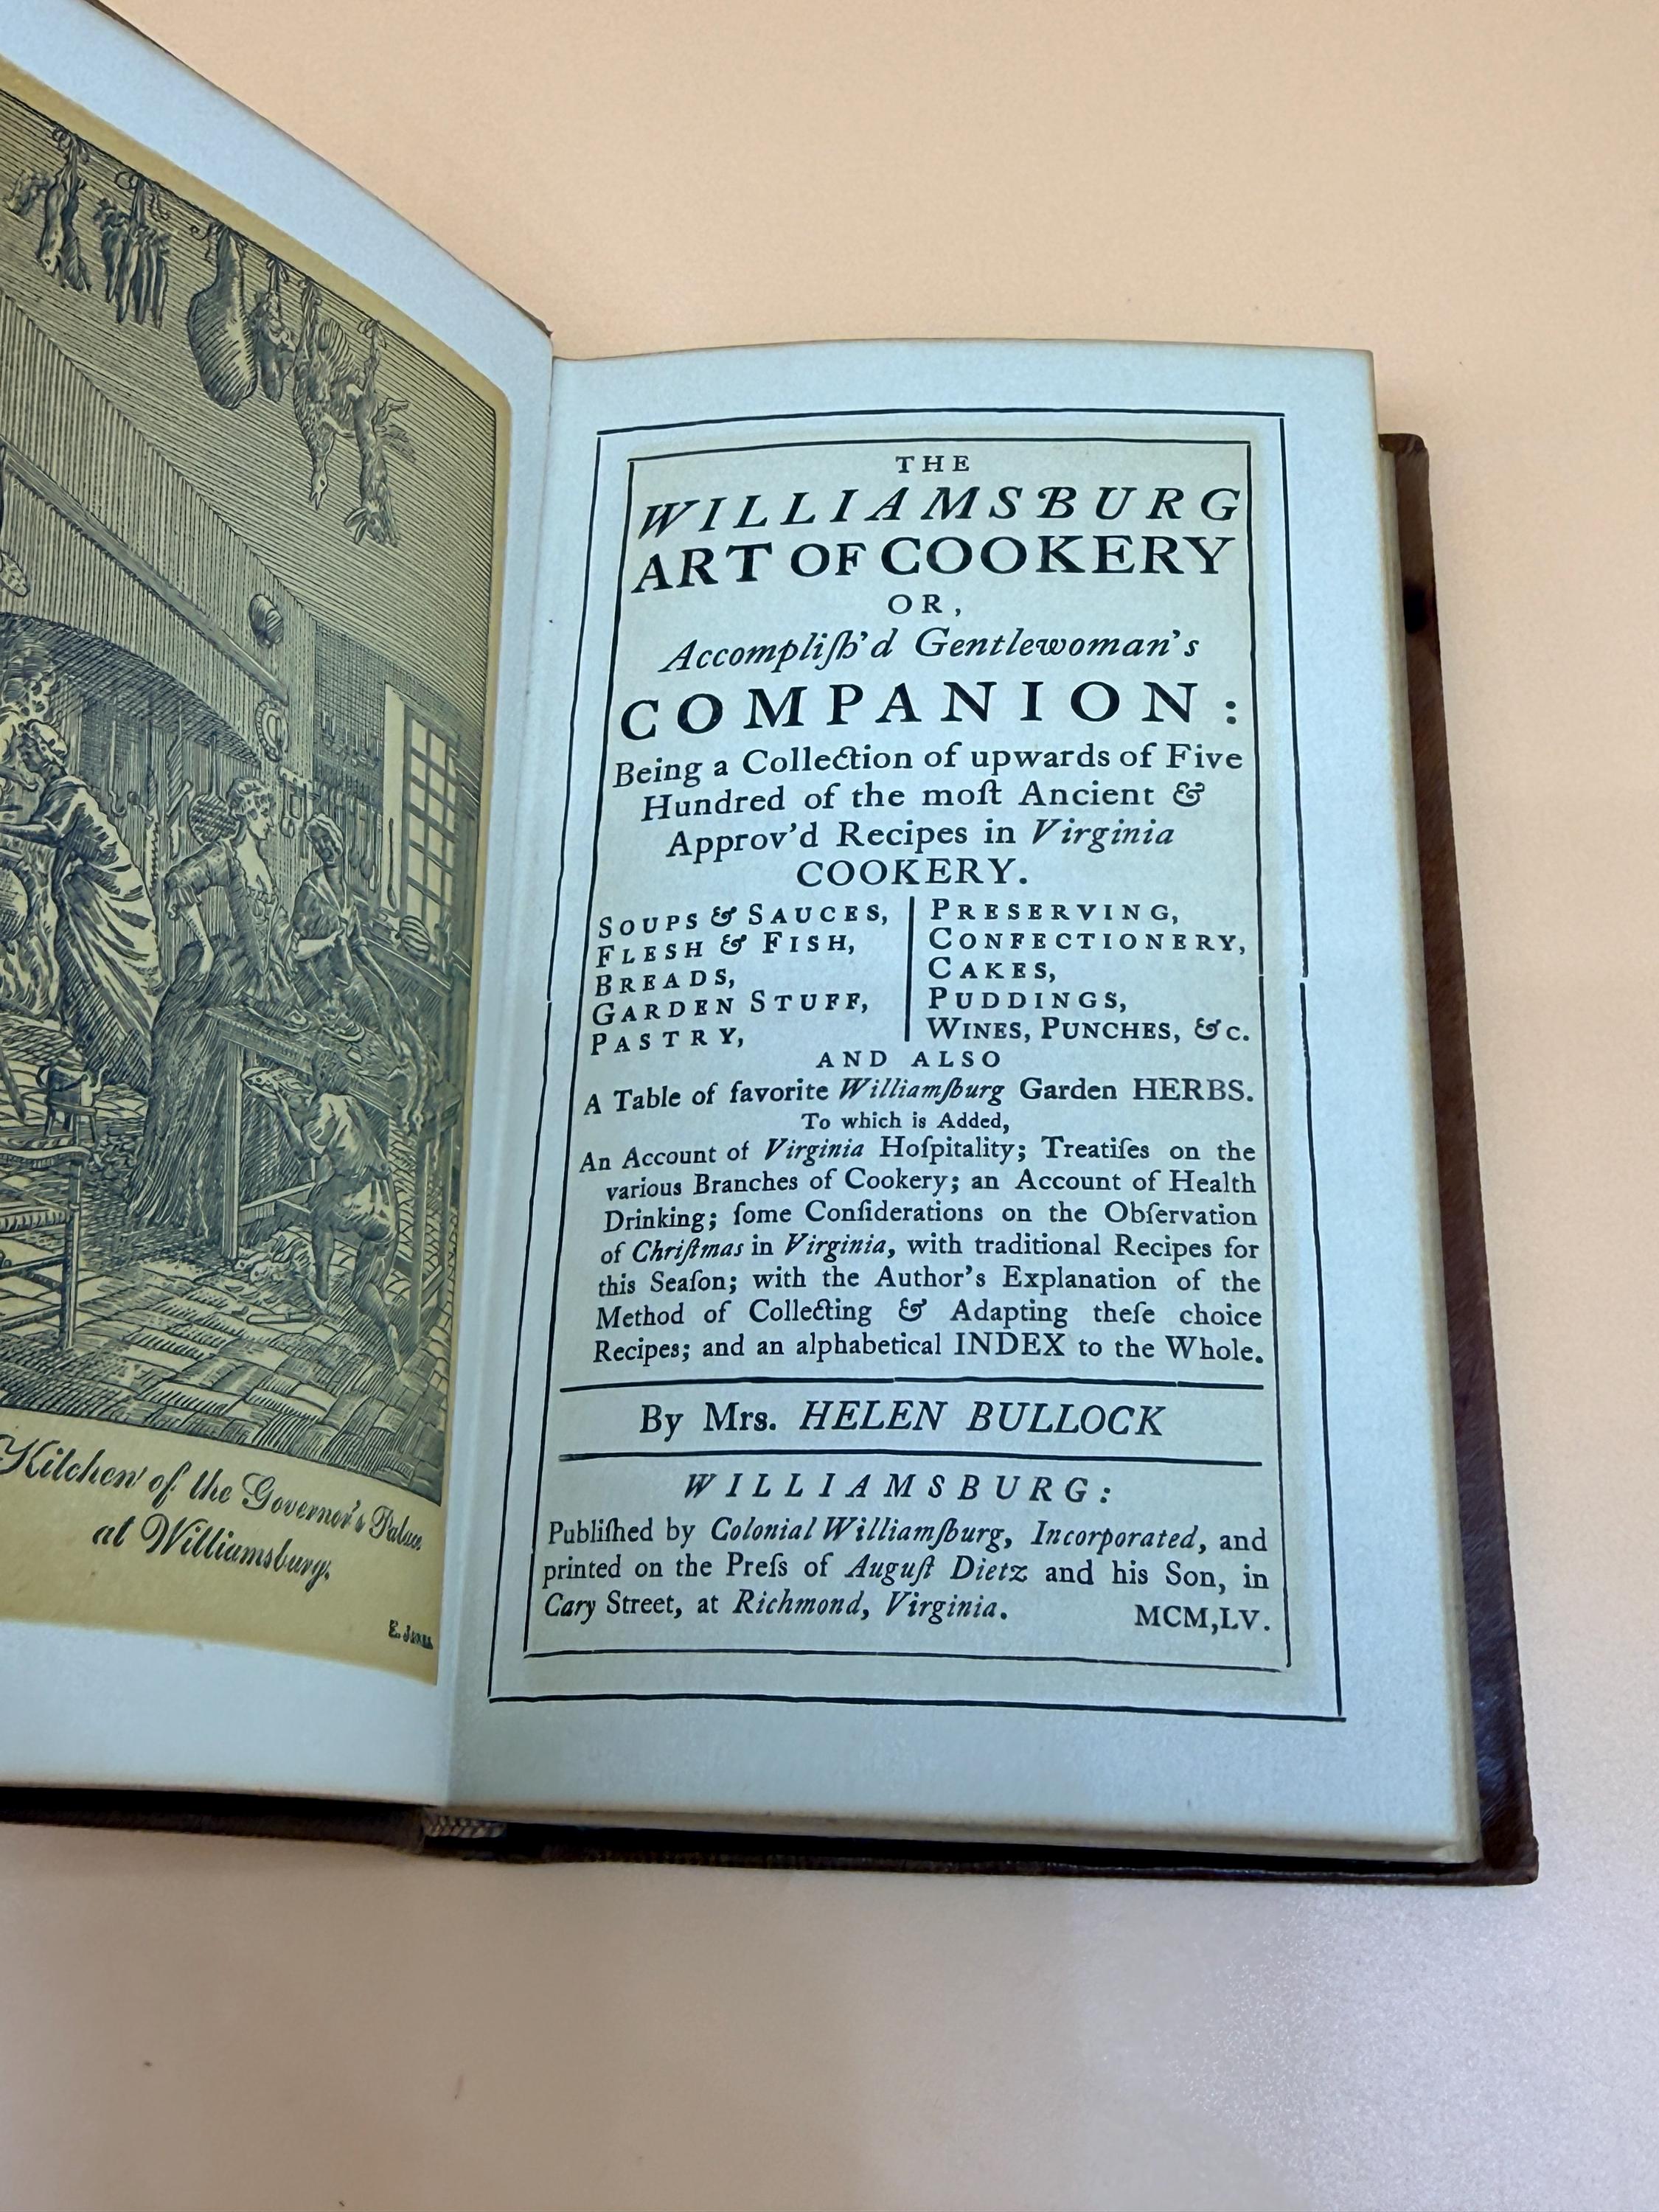 Kitchen of the Governor's Palace
at Williamsburg.
THE
WILLIAMSBURG
ART OF COOKERY
OR,
Accompliſh'd Gentlewoman's
COMPANION:
Being a Collection of upwards of Five
Hundred of the moſt Ancient &
Approv'd Recipes in Virginia
COOKERY.
SOUPS & SAUCES,
FLESH & FISH,
BREADS,
GARDEN STUFF,
PASTRY,
PRESERVING,
CONFECTIONERY,
CAKES,
PUDDINGS,
WINES, PUNCHES, &c.
AND ALSO
A Table of favorite Williamſburg Garden HERBS.
To which is Added,
An Account of Virginia Hoſpitality; Treatiſes on the
various Branches of Cookery; an Account of Health
Drinking; ſome Conſiderations on the Obſervation
of Chriſtmas in Virginia, with traditional Recipes for
this Seaſon; with the Author's Explanation of the
Method of Collecting & Adapting theſe choice
Recipes; and an alphabetical INDEX to the Whole.
By Mrs. HELEN BULLOCK
WILLIAMSBURG:
Publiſhed by Colonial Williamſburg, Incorporated, and
printed on the Preſs of Auguſt Dietz and his Son, in
Cary Street, at Richmond, Virginia.
MCM,LV.